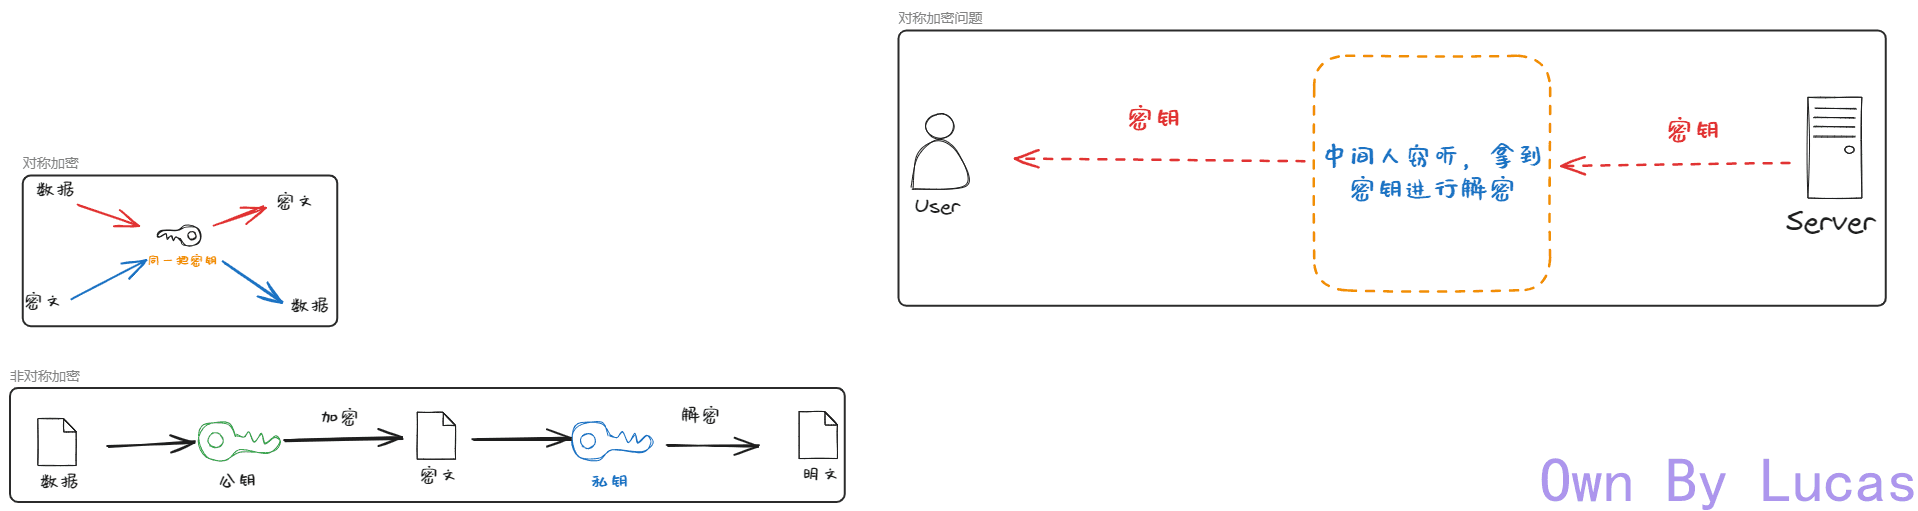 对称加密
数据
密文
同一把密钥
密文
数据
非对称加密
数据
公钥
加密
密文
私钥
解密
明文
对称加密问题
User
密钥
中间人窃听，拿到
密钥进行解密
密钥
Server
Own By Lucas